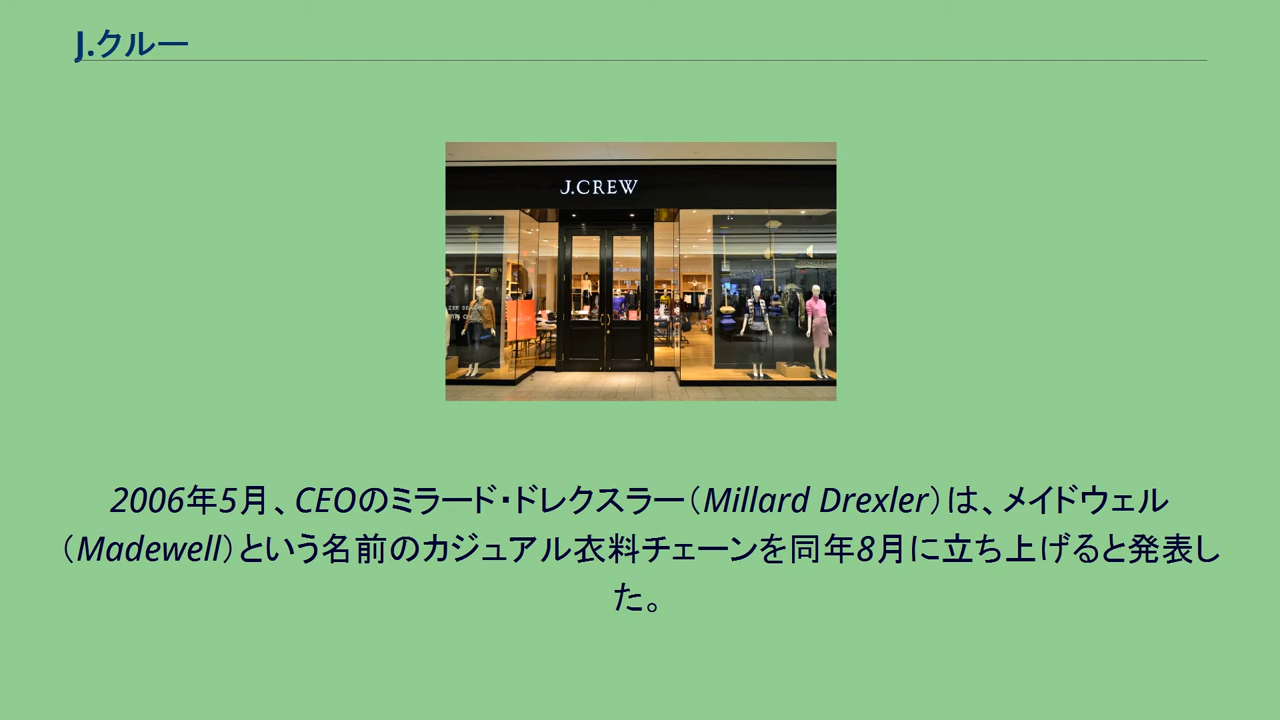 J.クルー
J.CREW
2006年5月、CEOのミラード・ドレクスラー（Millard Drexler）は、メイドウェル
（Madewell）という名前のカジュアル衣料チェーンを同年8月に立ち上げると発表し
た。